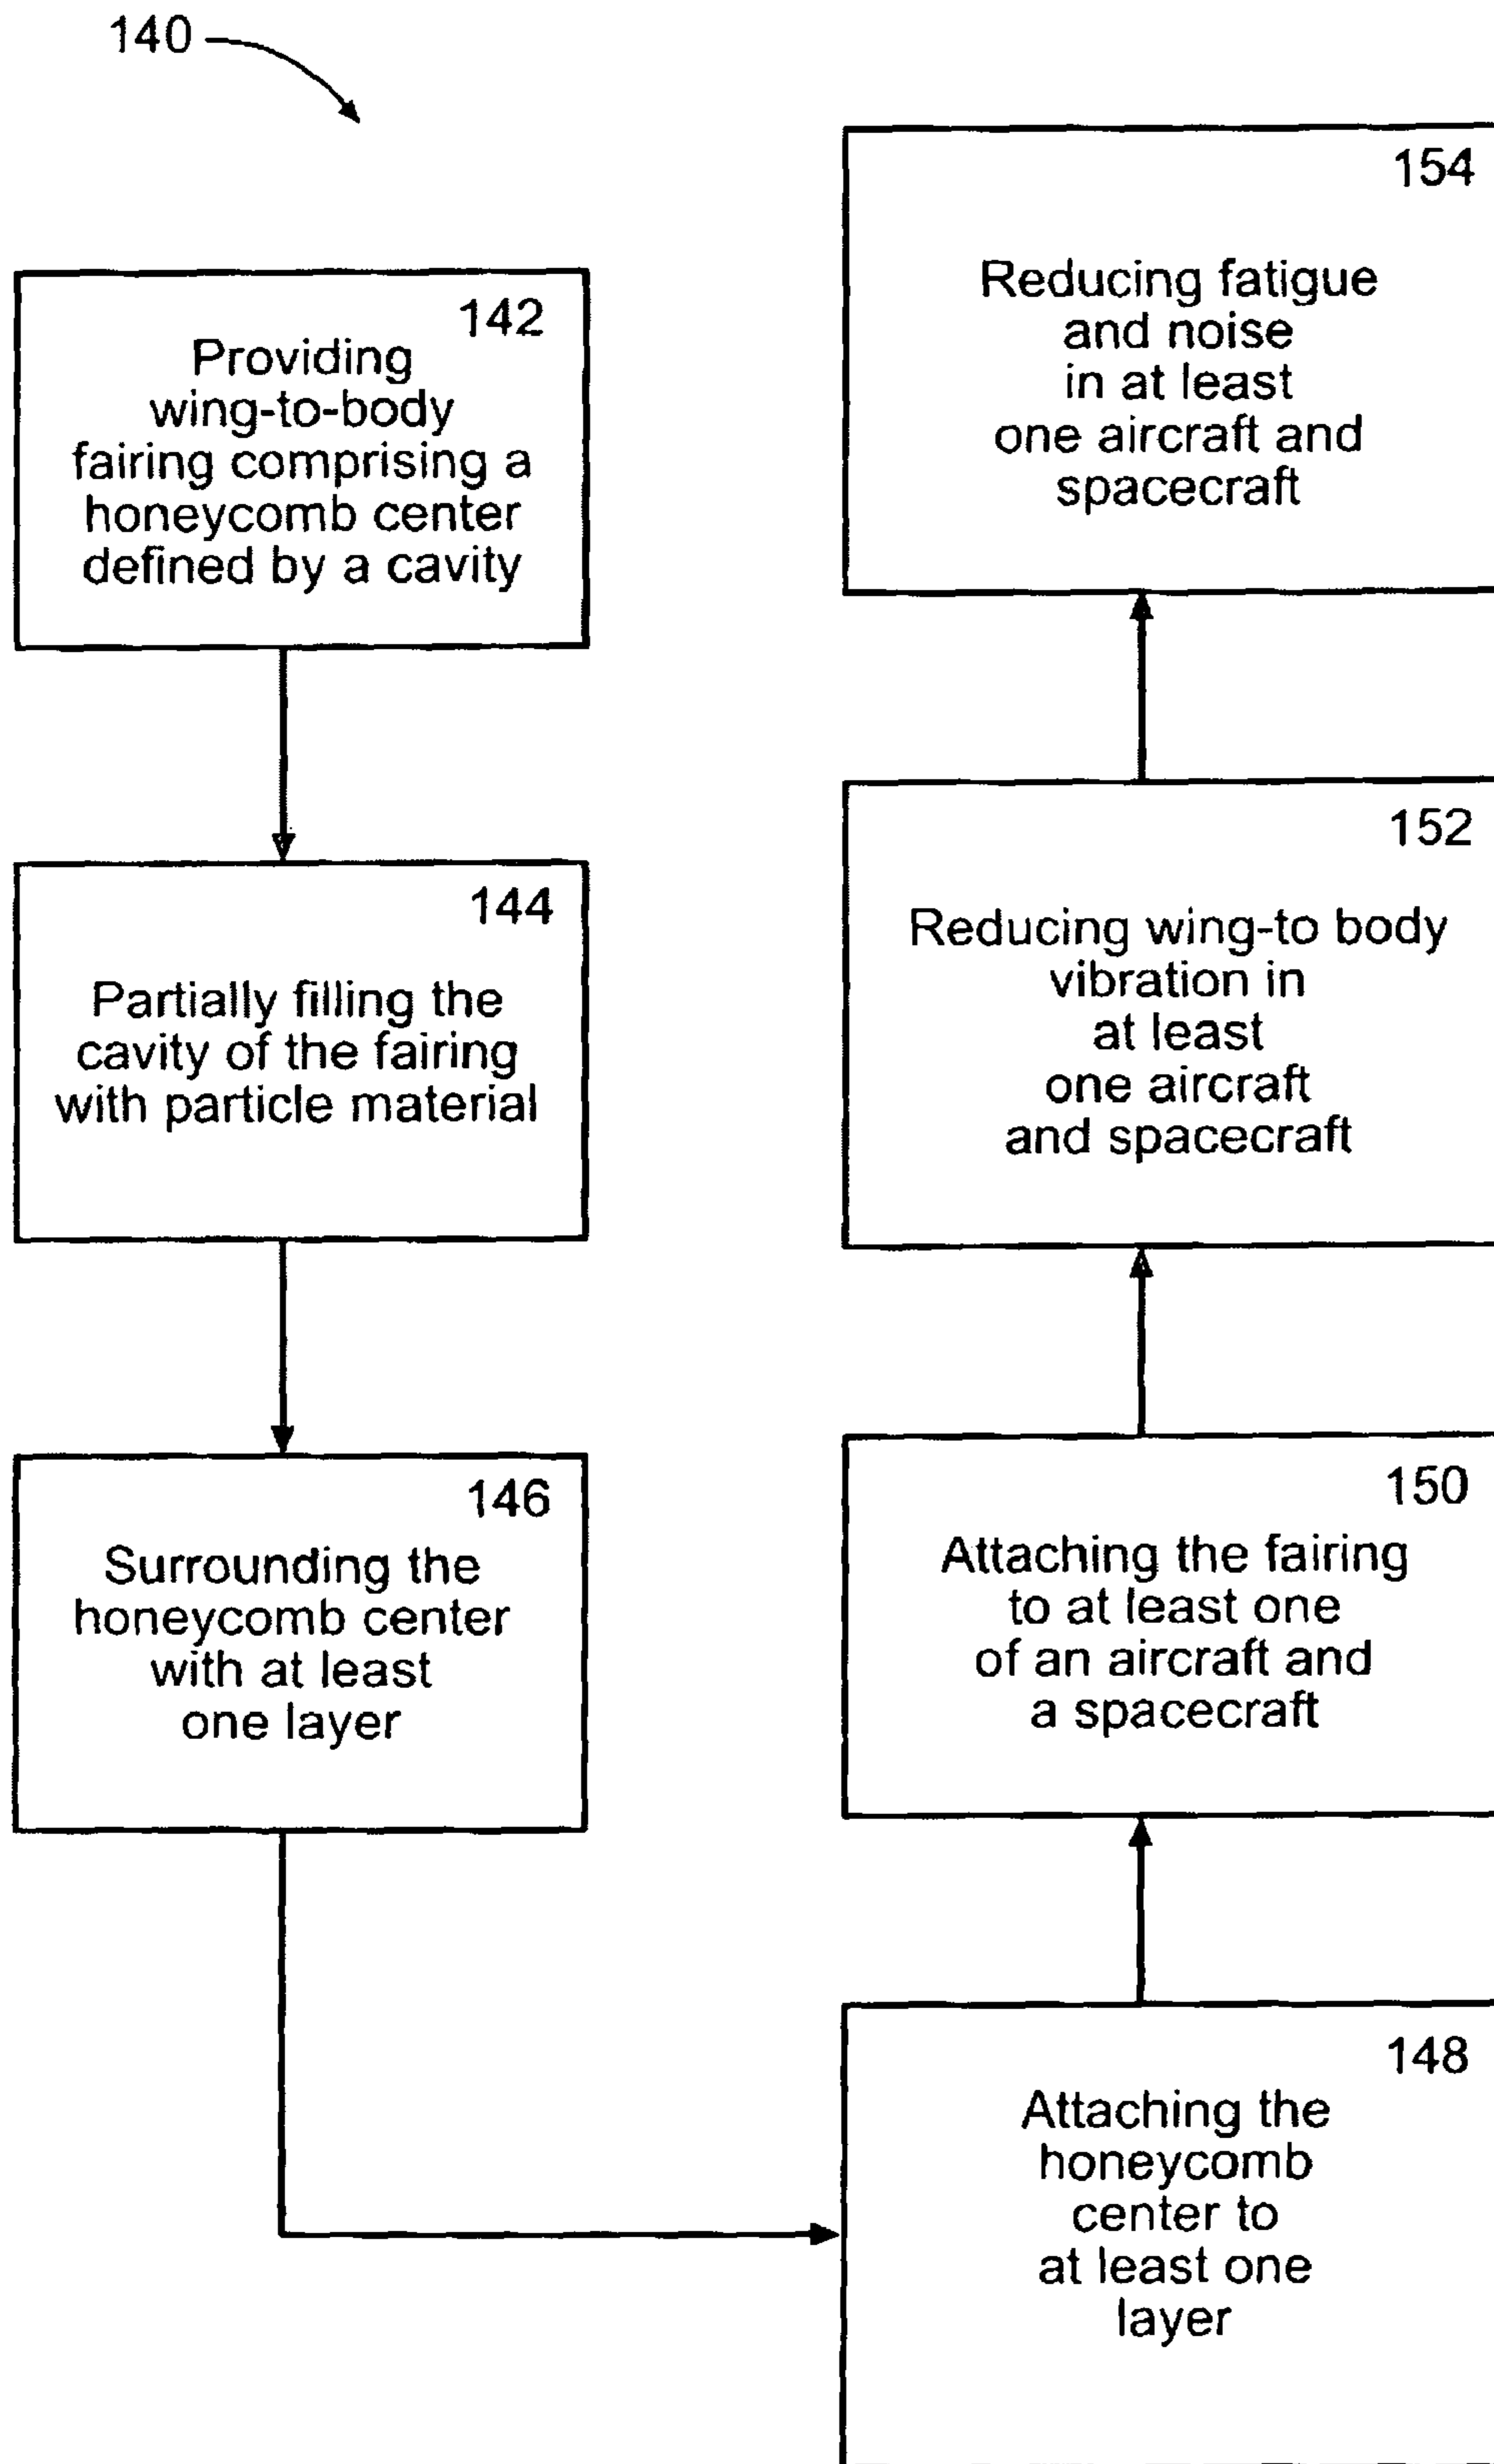 140
142
Providing
wing-to-body
fairing comprising a
honeycomb center
defined by a cavity
144
Partially filling the
cavity of the fairing
with particle material
146
Surrounding the
honeycomb center
with at least
one layer
148
Attaching the
honeycomb
center to
at least one
layer
150
Attaching the fairing
to at least one
of an aircraft and
a spacecraft
152
Reducing wing-to body
vibration in
at least
one aircraft
and spacecraft
154
Reducing fatigue
and noise
in at least
one aircraft and
spacecraft